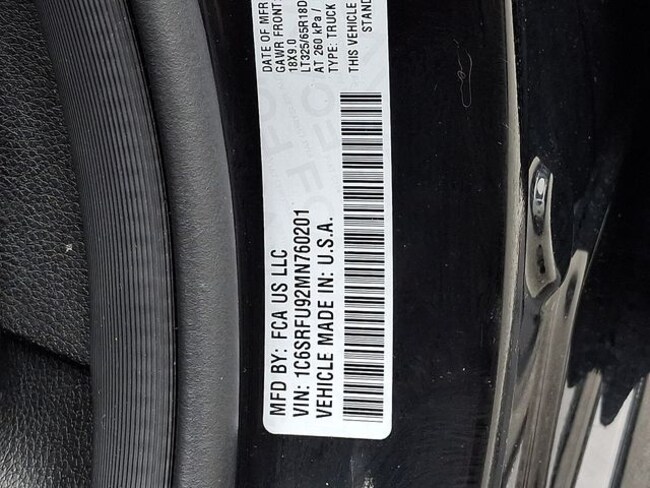 MFD BY: FCA US LLC
VIN: 1C6SRFU92MN760201
VEHICLE MADE IN: U.S.A.
DATE OF MFR
GAWR FRONT
18X9.0
LT325/65R18D
AT 260 kPa /
TYPE: TRUCK
THIS VEHICLE
STAND